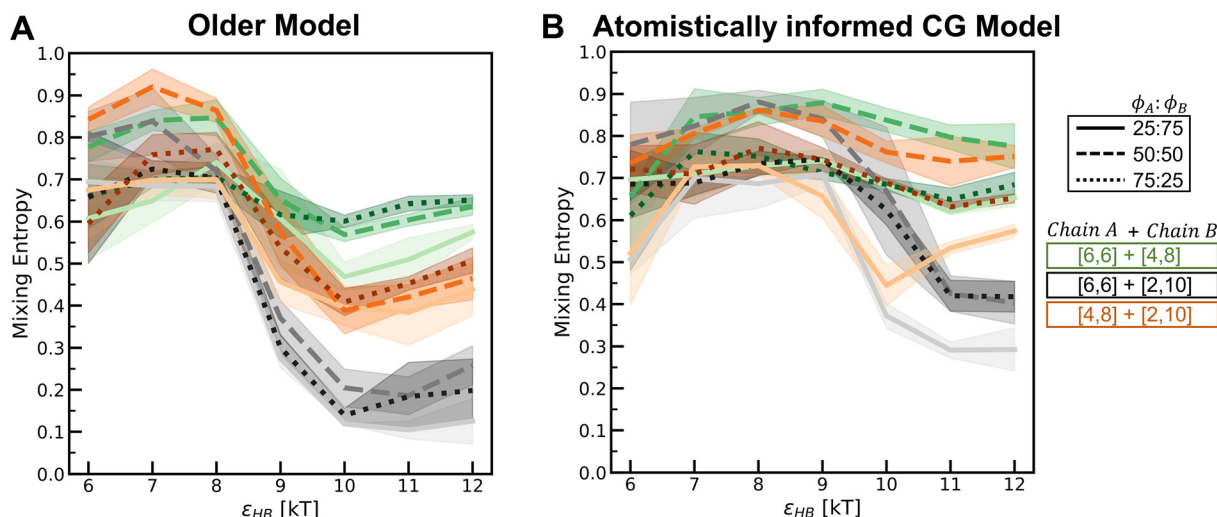 A
Older Model
Mixing Entropy
1.0
0.9
0.8
0.7
0.6
0.5
0.4
0.3
0.2
0.1
0.0
6 7 8 9 10 11 12
εHB [kT]
B
Atomistically informed CG Model
Mixing Entropy
1.0
0.9
0.8
0.7
0.6
0.5
0.4
0.3
0.2
0.1
0.0
6 7 8 9 10 11 12
εHB [kT]
ϕA:ϕB
25:75
50:50
75:25
Chain A + Chain B
[6,6] + [4,8]
[6,6] + [2,10]
[4,8] + [2,10]